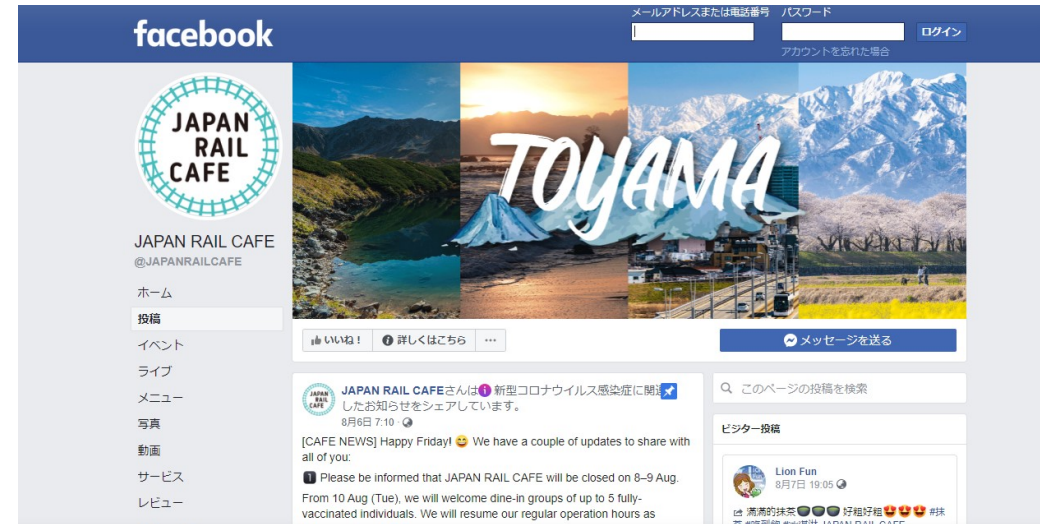 facebook
メールアドレスまたは電話番号
パスワード
ログイン
アカウントを忘れた場合
JAPAN
RAIL
CAFE
TOYAMA
JAPAN RAIL CAFE
@JAPANRAILCAFE
ホーム
投稿
イベント
ライブ
メニュー
写真
動画
サービス
レビュー
いいね！
詳しくはこちら
...
メッセージを送る
JAPAN
RAIL
CAFE
JAPAN RAIL CAFEさんは 新型コロナウイルス感染症に関連
したお知らせをシェアしています。
8月6日 7:10 ·
[CAFE NEWS] Happy Friday! 😄 We have a couple of updates to share with
all of you:
1 Please be informed that JAPAN RAIL CAFE will be closed on 8–9 Aug.
From 10 Aug (Tue), we will welcome dine-in groups of up to 5 fully-
vaccinated individuals. We will resume our regular operation hours as
このページの投稿を検索
ビジター投稿
Lion Fun
8月7日 19:05
滿滿的抹茶🍵🍵🍵 好粗好粗😍😍😍 #抹